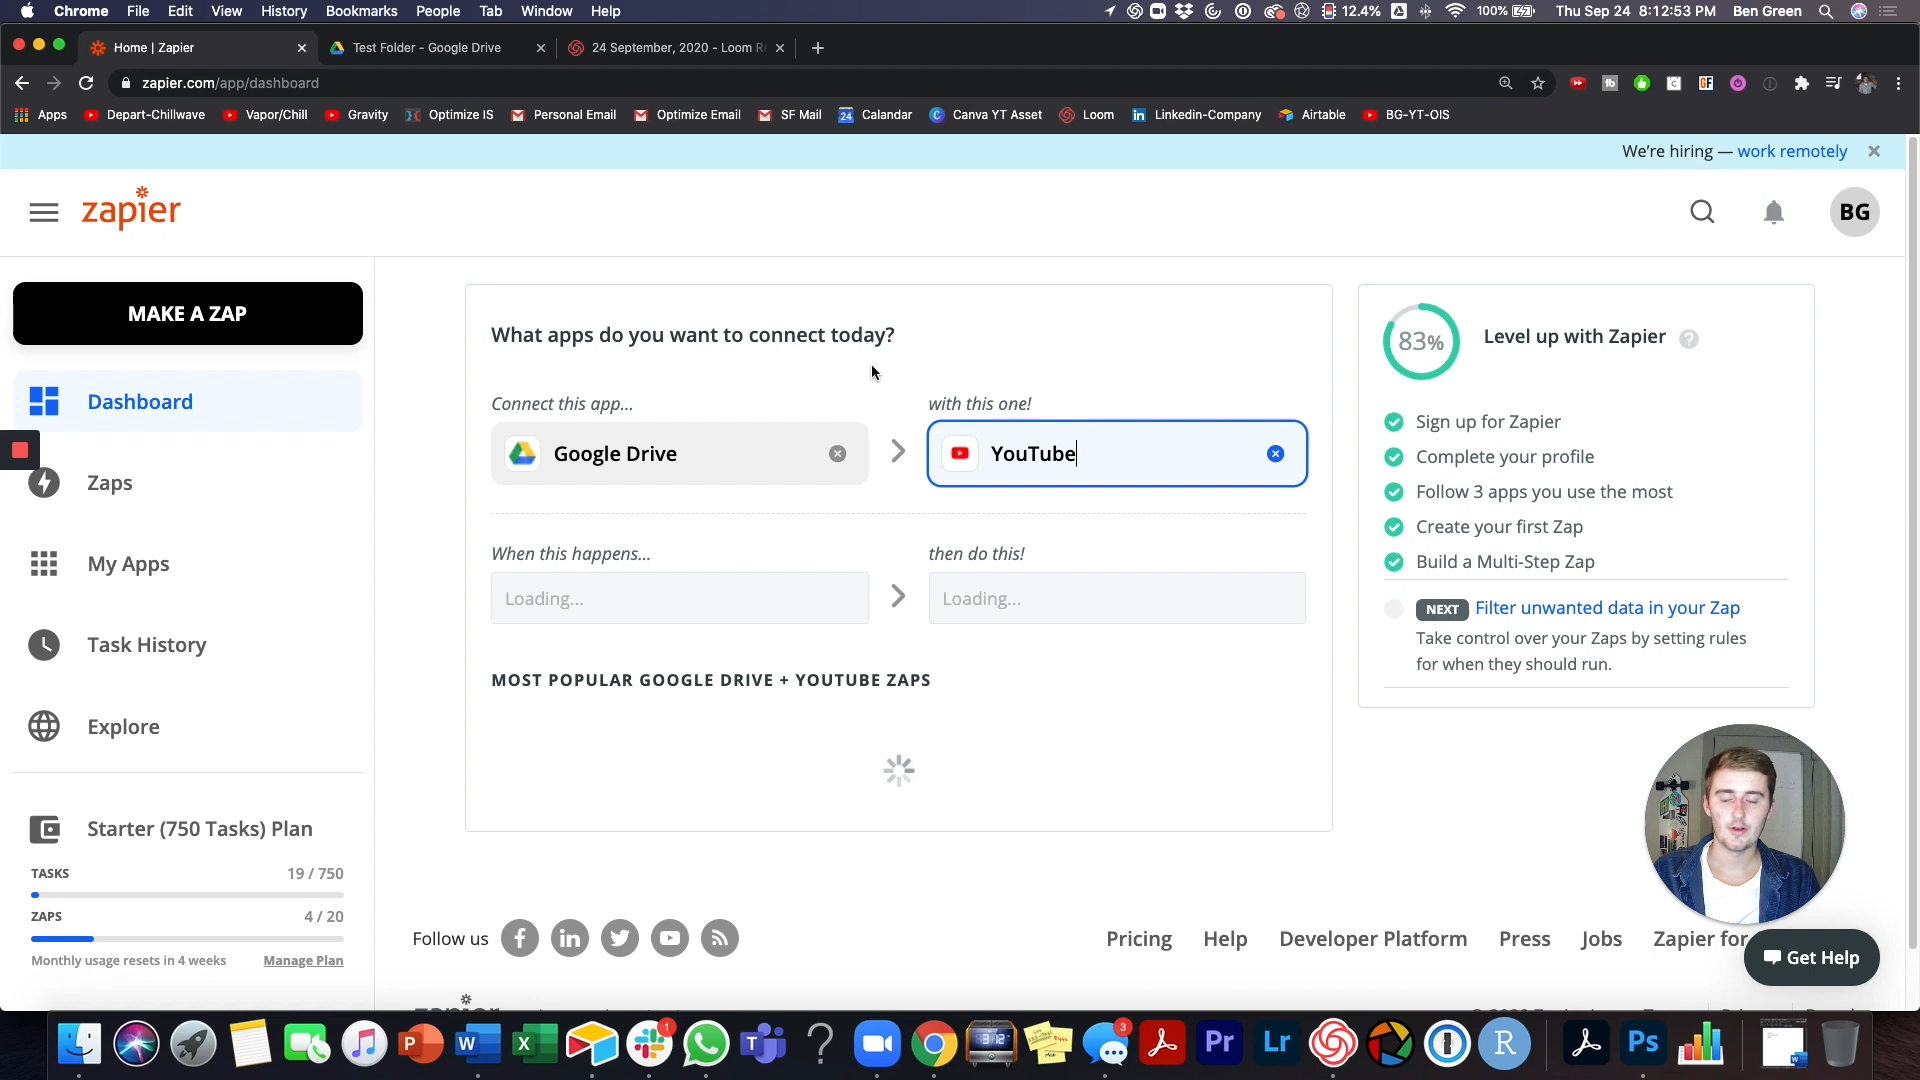 Chrome File Edit View History Bookmarks People Tab Window Help 12.4% 100% Thu Sep 24 8:12:53 PM Ben Green
Home | Zapier Test Folder - Google Drive 24 September, 2020 - Loom R
zapier.com/app/dashboard
Apps Depart-Chillwave Vapor/Chill Gravity Optimize IS Personal Email Optimize Email SF Mail 24 Calandar Canva YT Asset Loom Linkedin-Company Airtable BG-YT-OIS
We're hiring — work remotely
zapier
BG
MAKE A ZAP
Dashboard
Zaps
My Apps
Task History
Explore
Starter (750 Tasks) Plan
TASKS 19 / 750
ZAPS 4 / 20
Monthly usage resets in 4 weeks Manage Plan
What apps do you want to connect today?
Connect this app... with this one!
Google Drive YouTube
When this happens... then do this!
Loading... Loading...
MOST POPULAR GOOGLE DRIVE + YOUTUBE ZAPS
83% Level up with Zapier ?
Sign up for Zapier
Complete your profile
Follow 3 apps you use the most
Create your first Zap
Build a Multi-Step Zap
NEXT Filter unwanted data in your Zap
Take control over your Zaps by setting rules
for when they should run.
Follow us
Pricing Help Developer Platform Press Jobs Zapier for
Get Help